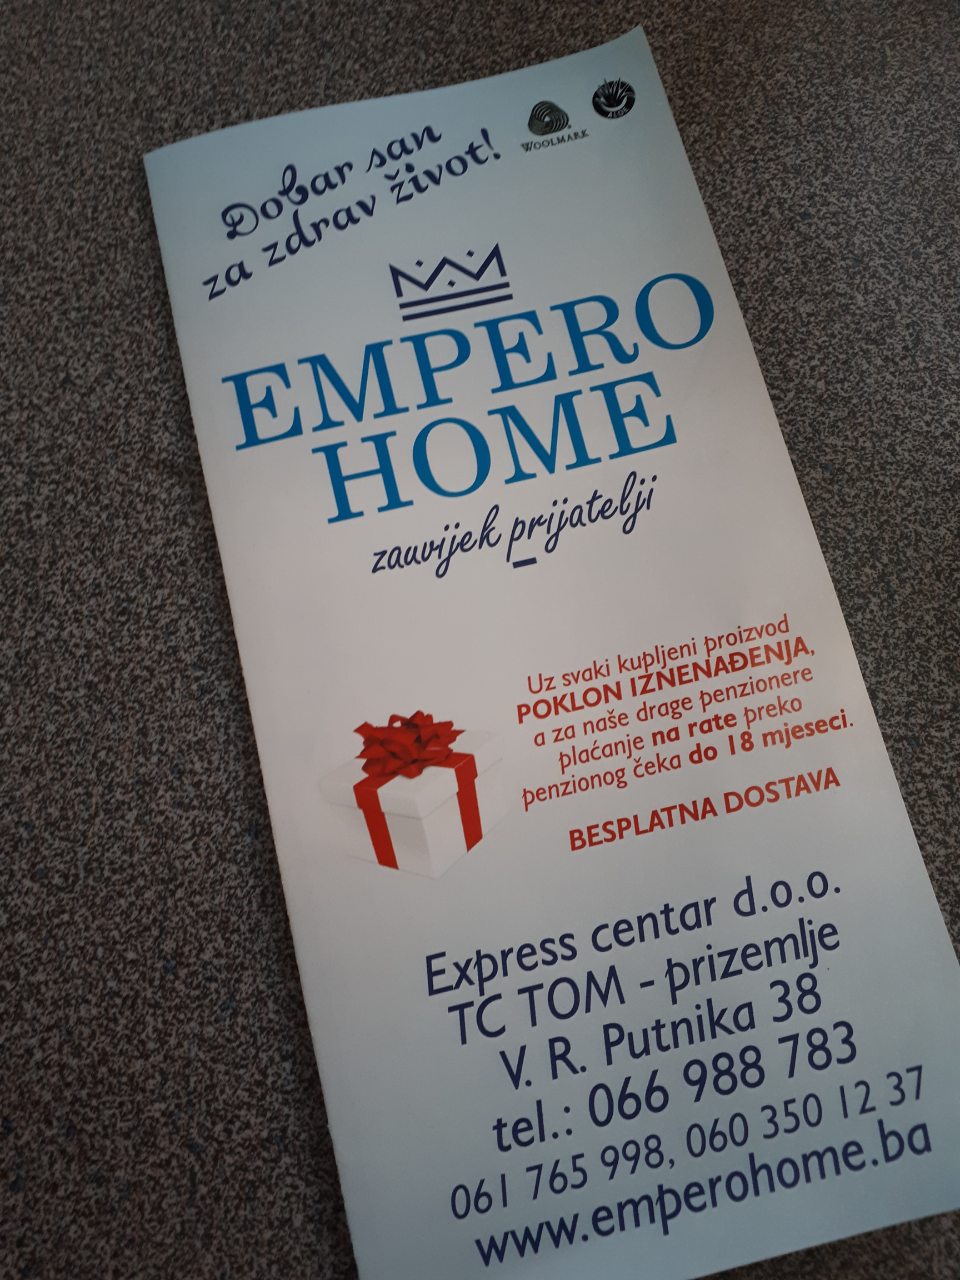 Dobar san
za zdrav život!
WOOLMARK
ALOE
EMPERO
HOME
zauvijek prijatelji
Uz svaki kupljeni proizvod
POKLON IZNENAĐENJA,
a za naše drage penzionere
plaćanje na rate preko
penzionog čeka do 18 mjeseci.
BESPLATNA DOSTAVA
Express centar d.o.o.
TC TOM - prizemlje
V. R. Putnika 38
tel.: 066 988 783
061 765 998, 060 350 12 37
www.emperohome.ba